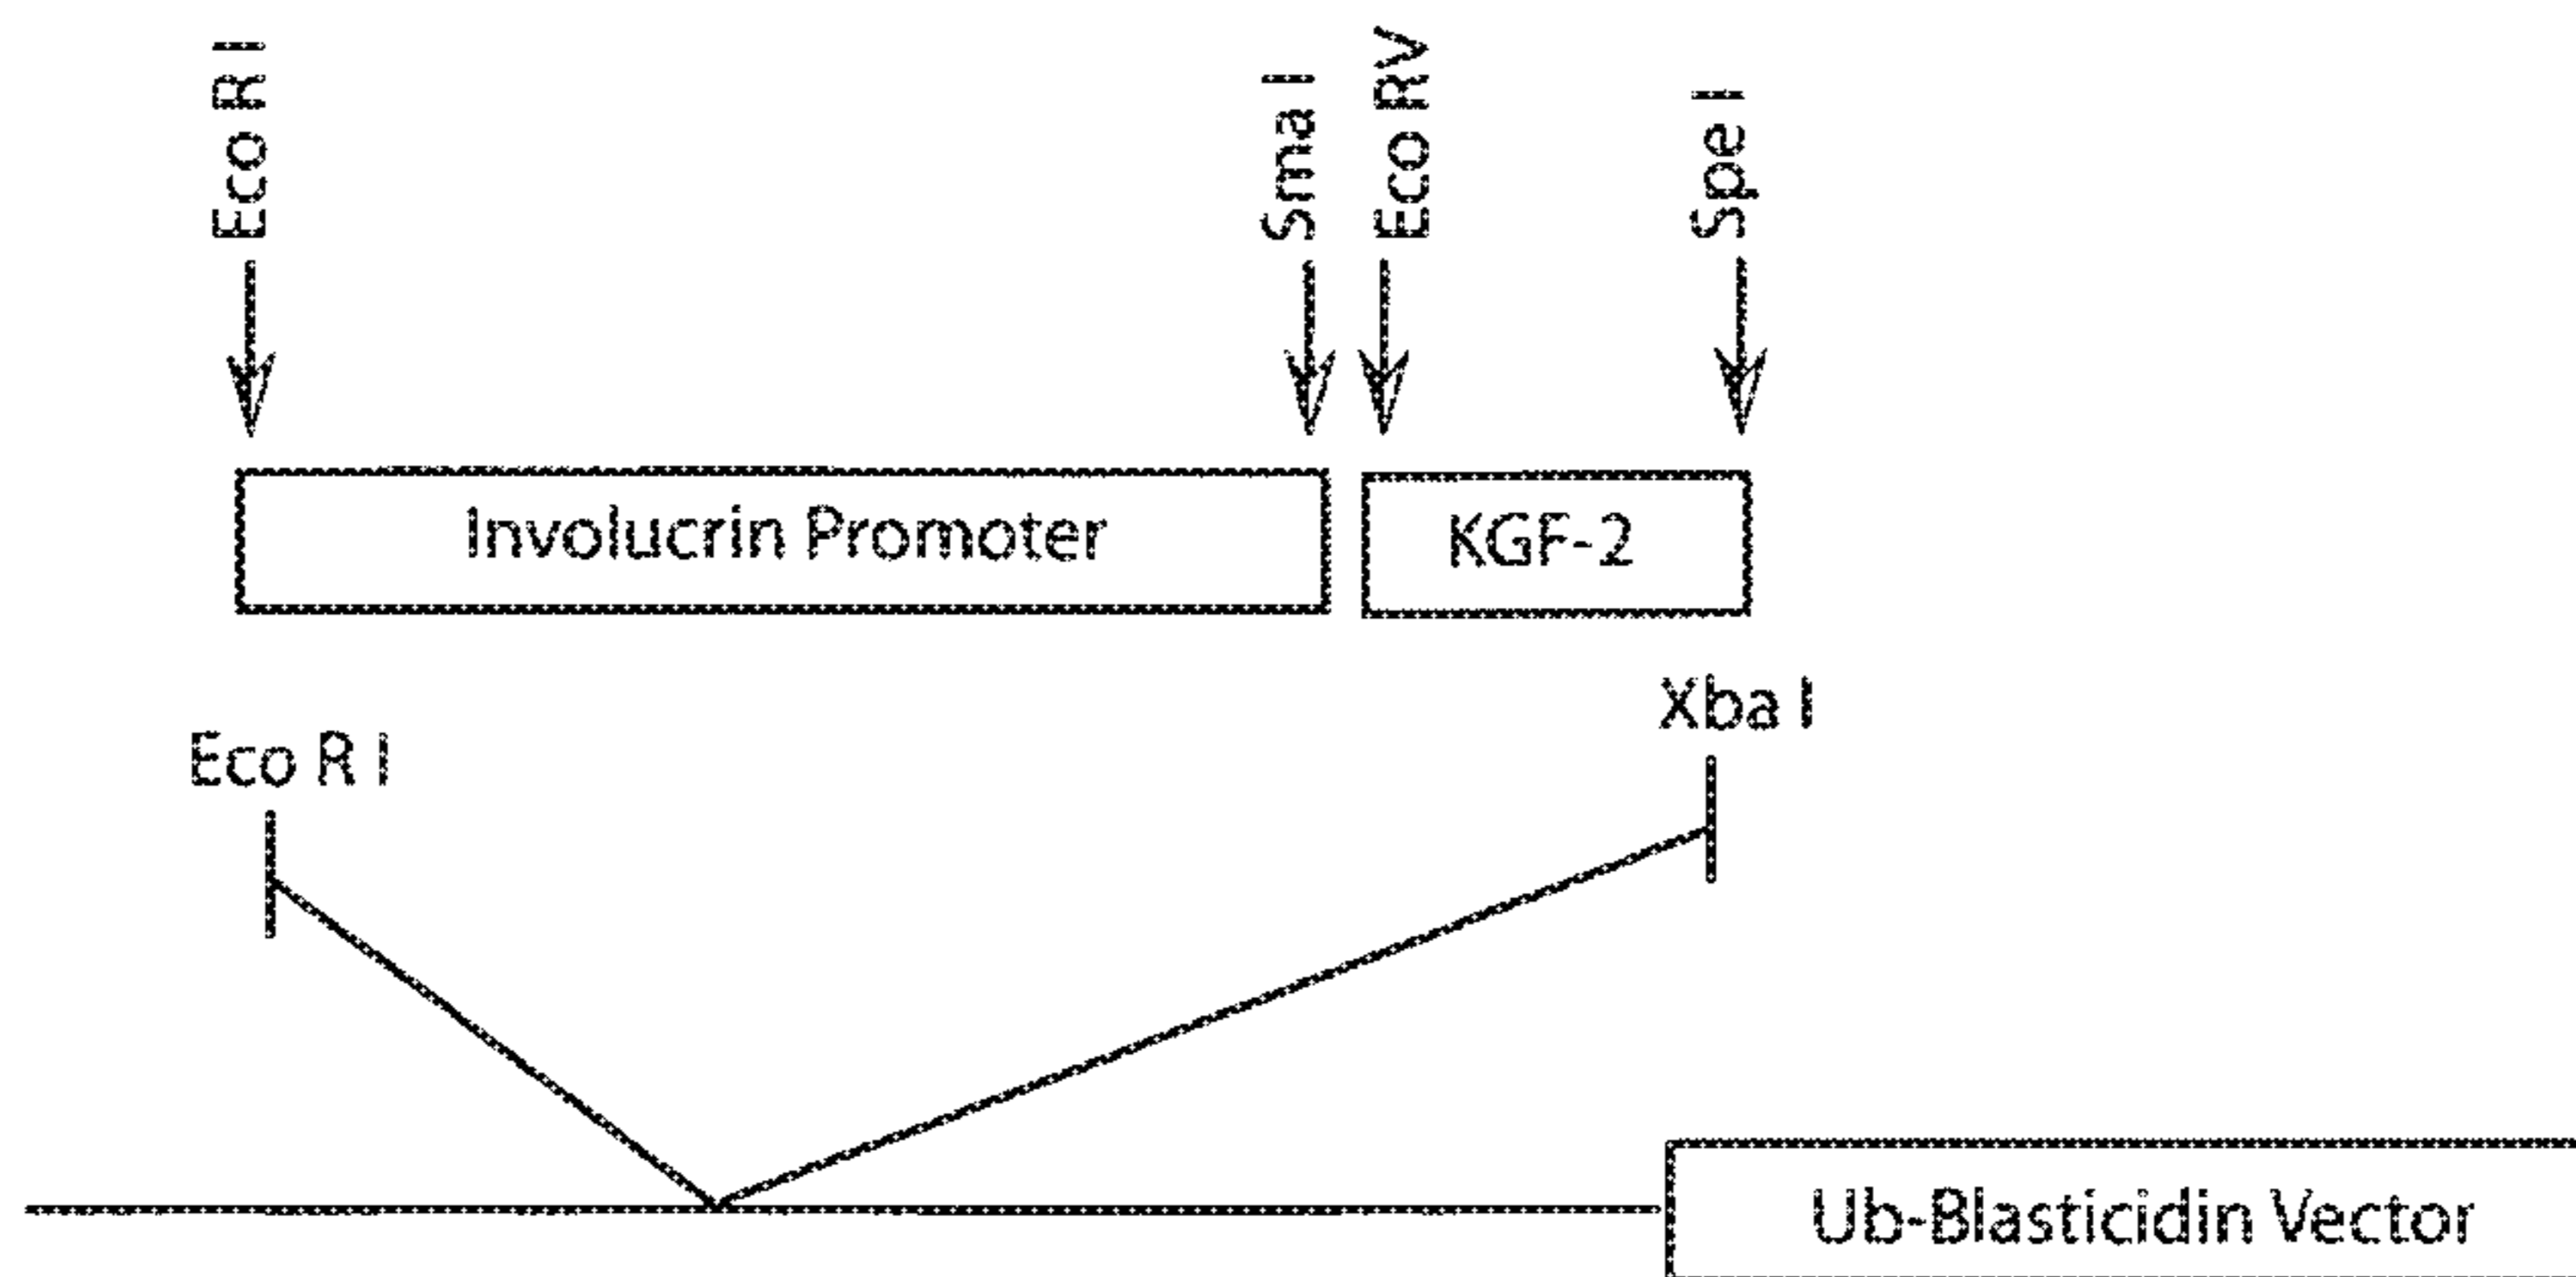 Eco R I
Sma I
Eco RV
Spe I
Involucrin Promoter
KGF-2
Xba I
Eco R I
Ub-Blasticidin Vector